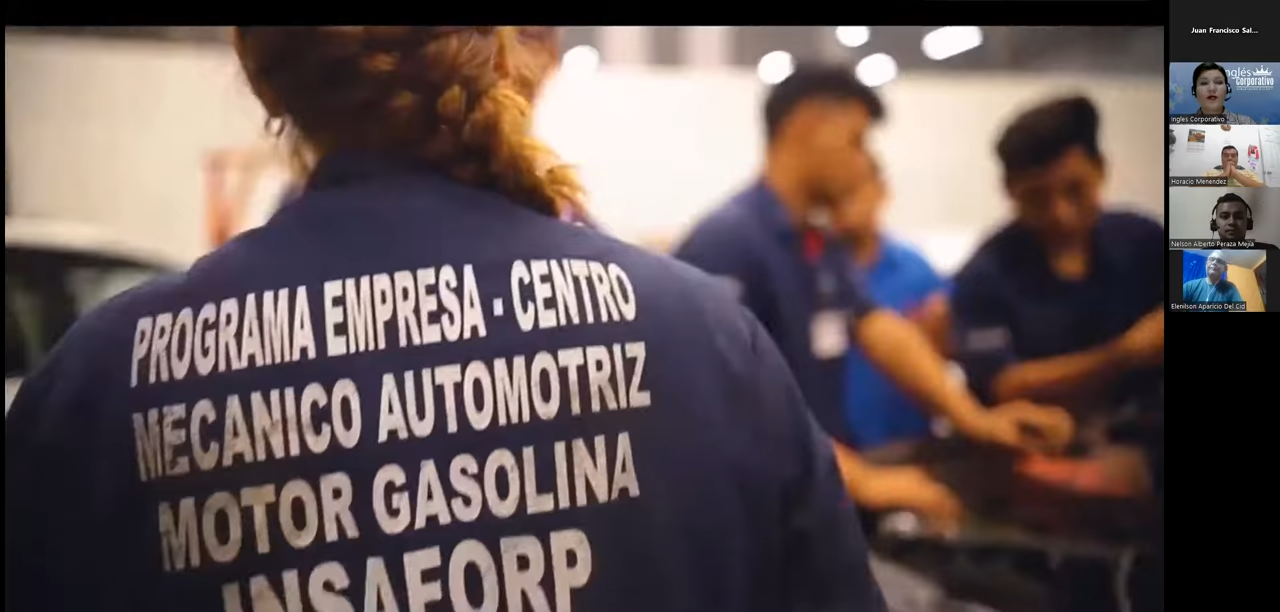 PROGRAMA EMPRESA - CENTRO
MECANICO AUTOMOTRIZ
MOTOR GASOLINA
INSAFORP
Juan Francisco Sal...
Inglés
Corporativo
Ingles Corporativo
Horacio Menendez
Nelson Alberto Peraza Mejia
Elenilson Aparicio Del Cid